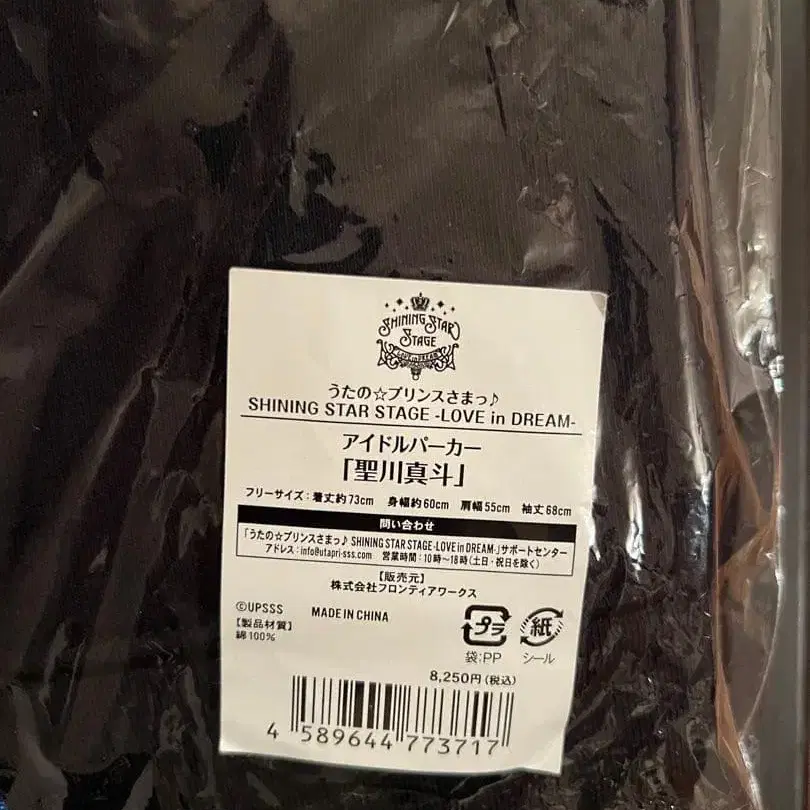 SHINING STAR
STAGE
LOVE in DREAM
うたの☆プリンスさまっ♪
SHINING STAR STAGE -LOVE in DREAM-
アイドルパーカー
「聖川真斗」
フリーサイズ：着丈約73cm 身幅約60cm 肩幅55cm 袖丈68cm
問い合わせ
「うたの☆プリンスさまっ♪ SHINING STAR STAGE -LOVE in DREAM-」サポートセンター
アドレス：info@utapri-sss.com 営業時間：10時〜18時（土日・祝日を除く）
【販売元】
株式会社フロンティアワークス
©UPSSS MADE IN CHINA
【製品材質】
綿100%
プラ 紙
袋:PP シール
8,250円（税込）
4 589644 773717